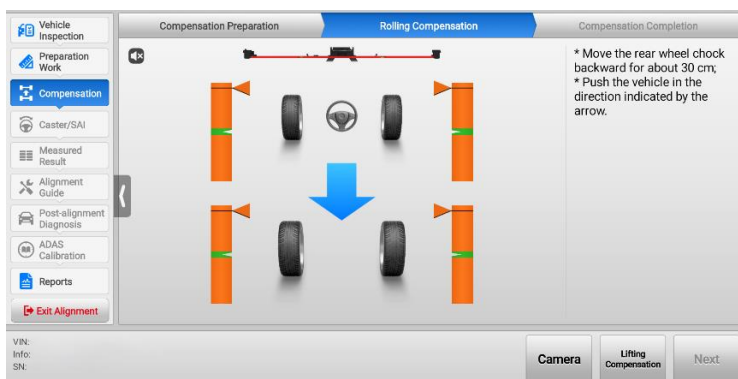 Vehicle
Inspection
Preparation
Work
Compensation
Caster/SAI
Measured
Result
Alignment
Guide
Post-alignment
Diagnosis
ADAS
Calibration
Reports
Exit Alignment
Compensation Preparation
Rolling Compensation
Compensation Completion
* Move the rear wheel chock
backward for about 30 cm;
* Push the vehicle in the
direction indicated by the
arrow.
VIN:
Info:
SN:
Camera
Lifting
Compensation
Next